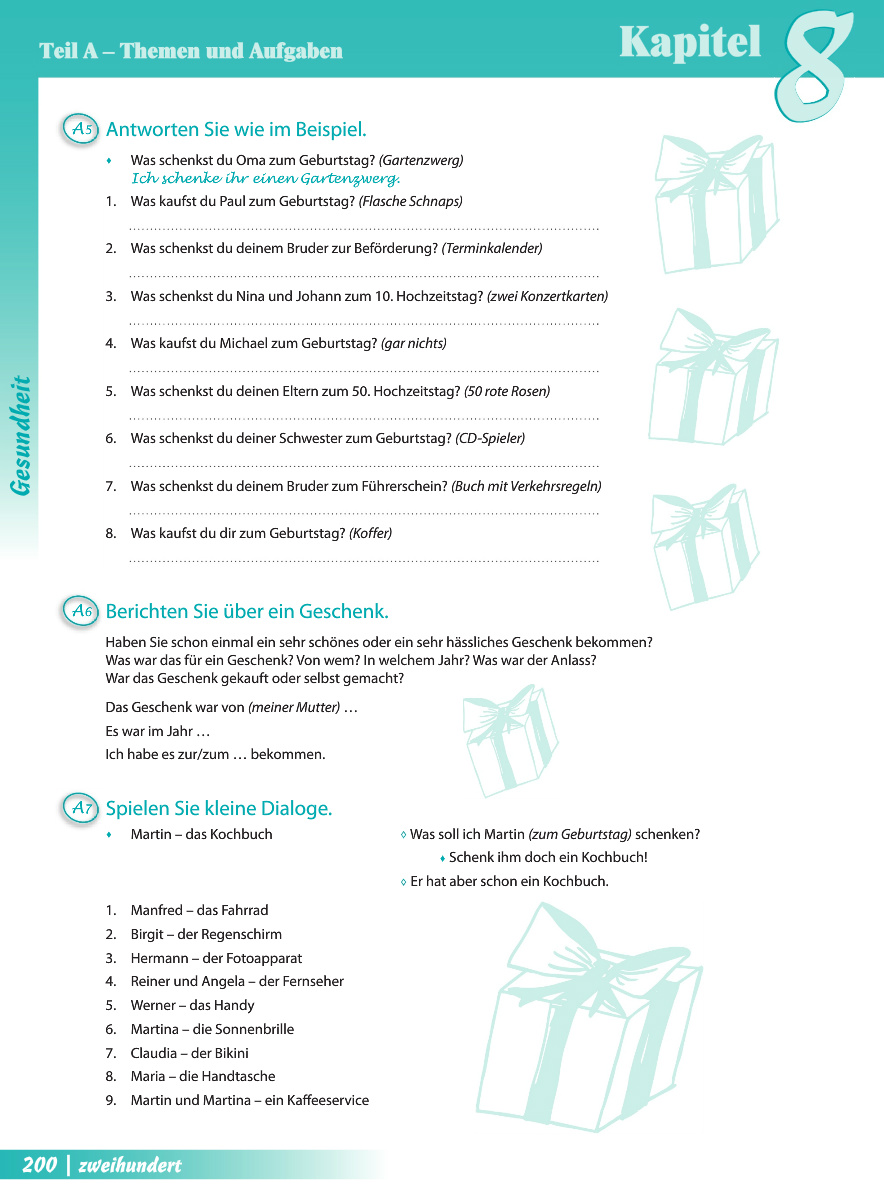 Teil A – Themen und Aufgaben
Kapitel 8
Gesundheit
A5 Antworten Sie wie im Beispiel.
♦ Was schenkst du Oma zum Geburtstag? (Gartenzwerg)
Ich schenke ihr einen Gartenzwerg.
1. Was kaufst du Paul zum Geburtstag? (Flasche Schnaps)
2. Was schenkst du deinem Bruder zur Beförderung? (Terminkalender)
3. Was schenkst du Nina und Johann zum 10. Hochzeitstag? (zwei Konzertkarten)
4. Was kaufst du Michael zum Geburtstag? (gar nichts)
5. Was schenkst du deinen Eltern zum 50. Hochzeitstag? (50 rote Rosen)
6. Was schenkst du deiner Schwester zum Geburtstag? (CD-Spieler)
7. Was schenkst du deinem Bruder zum Führerschein? (Buch mit Verkehrsregeln)
8. Was kaufst du dir zum Geburtstag? (Koffer)
A6 Berichten Sie über ein Geschenk.
Haben Sie schon einmal ein sehr schönes oder ein sehr hässliches Geschenk bekommen?
Was war das für ein Geschenk? Von wem? In welchem Jahr? Was war der Anlass?
War das Geschenk gekauft oder selbst gemacht?
Das Geschenk war von (meiner Mutter) …
Es war im Jahr …
Ich habe es zur/zum … bekommen.
A7 Spielen Sie kleine Dialoge.
♦ Martin – das Kochbuch
◊ Was soll ich Martin (zum Geburtstag) schenken?
♦ Schenk ihm doch ein Kochbuch!
◊ Er hat aber schon ein Kochbuch.
1. Manfred – das Fahrrad
2. Birgit – der Regenschirm
3. Hermann – der Fotoapparat
4. Reiner und Angela – der Fernseher
5. Werner – das Handy
6. Martina – die Sonnenbrille
7. Claudia – der Bikini
8. Maria – die Handtasche
9. Martin und Martina – ein Kaffeeservice
200 | zweihundert